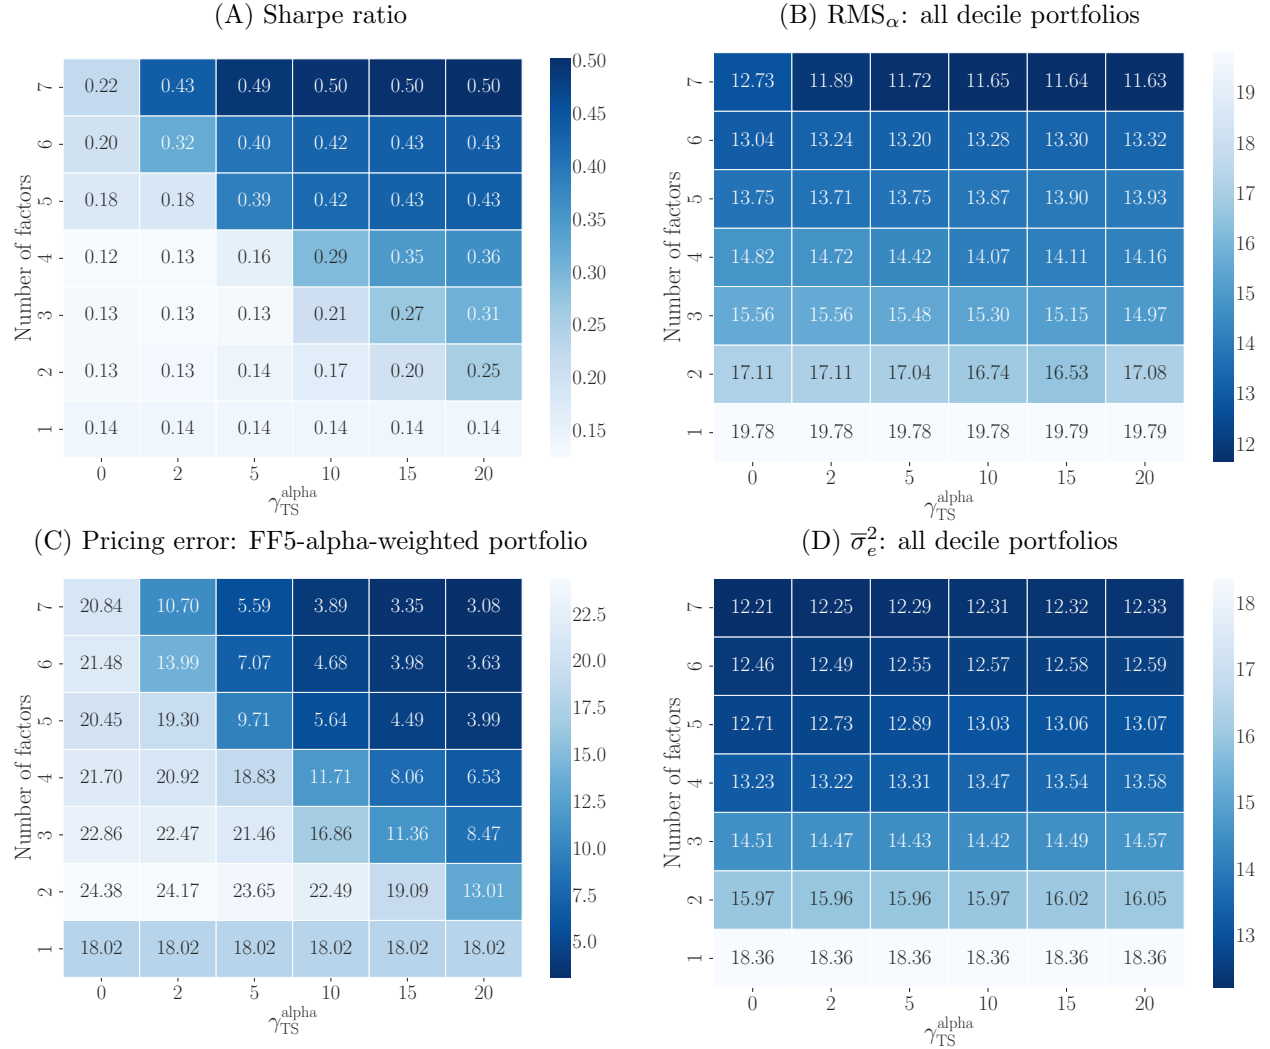 (A) Sharpe ratio
Number of factors
7 0.22 0.43 0.49 0.50 0.50 0.50
6 0.20 0.32 0.40 0.42 0.43 0.43
5 0.18 0.18 0.39 0.42 0.43 0.43
4 0.12 0.13 0.16 0.29 0.35 0.36
3 0.13 0.13 0.13 0.21 0.27 0.31
2 0.13 0.13 0.14 0.17 0.20 0.25
1 0.14 0.14 0.14 0.14 0.14 0.14
0 2 5 10 15 20
γ_TS^alpha
0.50
0.45
0.40
0.35
0.30
0.25
0.20
0.15
(B) RMSα: all decile portfolios
Number of factors
7 12.73 11.89 11.72 11.65 11.64 11.63
6 13.04 13.24 13.20 13.28 13.30 13.32
5 13.75 13.71 13.75 13.87 13.90 13.93
4 14.82 14.72 14.42 14.07 14.11 14.16
3 15.56 15.56 15.48 15.30 15.15 14.97
2 17.11 17.11 17.04 16.74 16.53 17.08
1 19.78 19.78 19.78 19.78 19.79 19.79
0 2 5 10 15 20
γ_TS^alpha
19
18
17
16
15
14
13
12
(C) Pricing error: FF5-alpha-weighted portfolio
Number of factors
7 20.84 10.70 5.59 3.89 3.35 3.08
6 21.48 13.99 7.07 4.68 3.98 3.63
5 20.45 19.30 9.71 5.64 4.49 3.99
4 21.70 20.92 18.83 11.71 8.06 6.53
3 22.86 22.47 21.46 16.86 11.36 8.47
2 24.38 24.17 23.65 22.49 19.09 13.01
1 18.02 18.02 18.02 18.02 18.02 18.02
0 2 5 10 15 20
γ_TS^alpha
22.5
20.0
17.5
15.0
12.5
10.0
7.5
5.0
(D) σ̅²ₑ: all decile portfolios
Number of factors
7 12.21 12.25 12.29 12.31 12.32 12.33
6 12.46 12.49 12.55 12.57 12.58 12.59
5 12.71 12.73 12.89 13.03 13.06 13.07
4 13.23 13.22 13.31 13.47 13.54 13.58
3 14.51 14.47 14.43 14.42 14.49 14.57
2 15.97 15.96 15.96 15.97 16.02 16.05
1 18.36 18.36 18.36 18.36 18.36 18.36
0 2 5 10 15 20
γ_TS^alpha
18
17
16
15
14
13